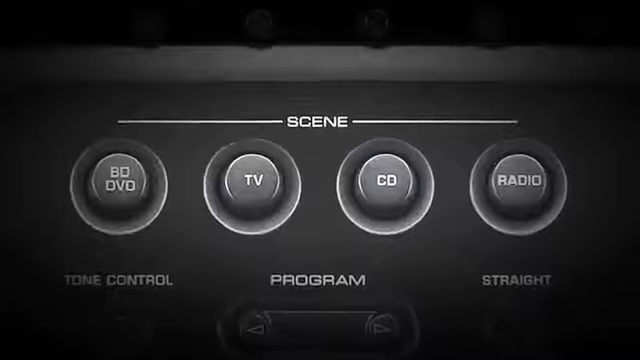 SCENE
BD
DVD
TV
CD
RADIO
TONE CONTROL
PROGRAM
STRAIGHT